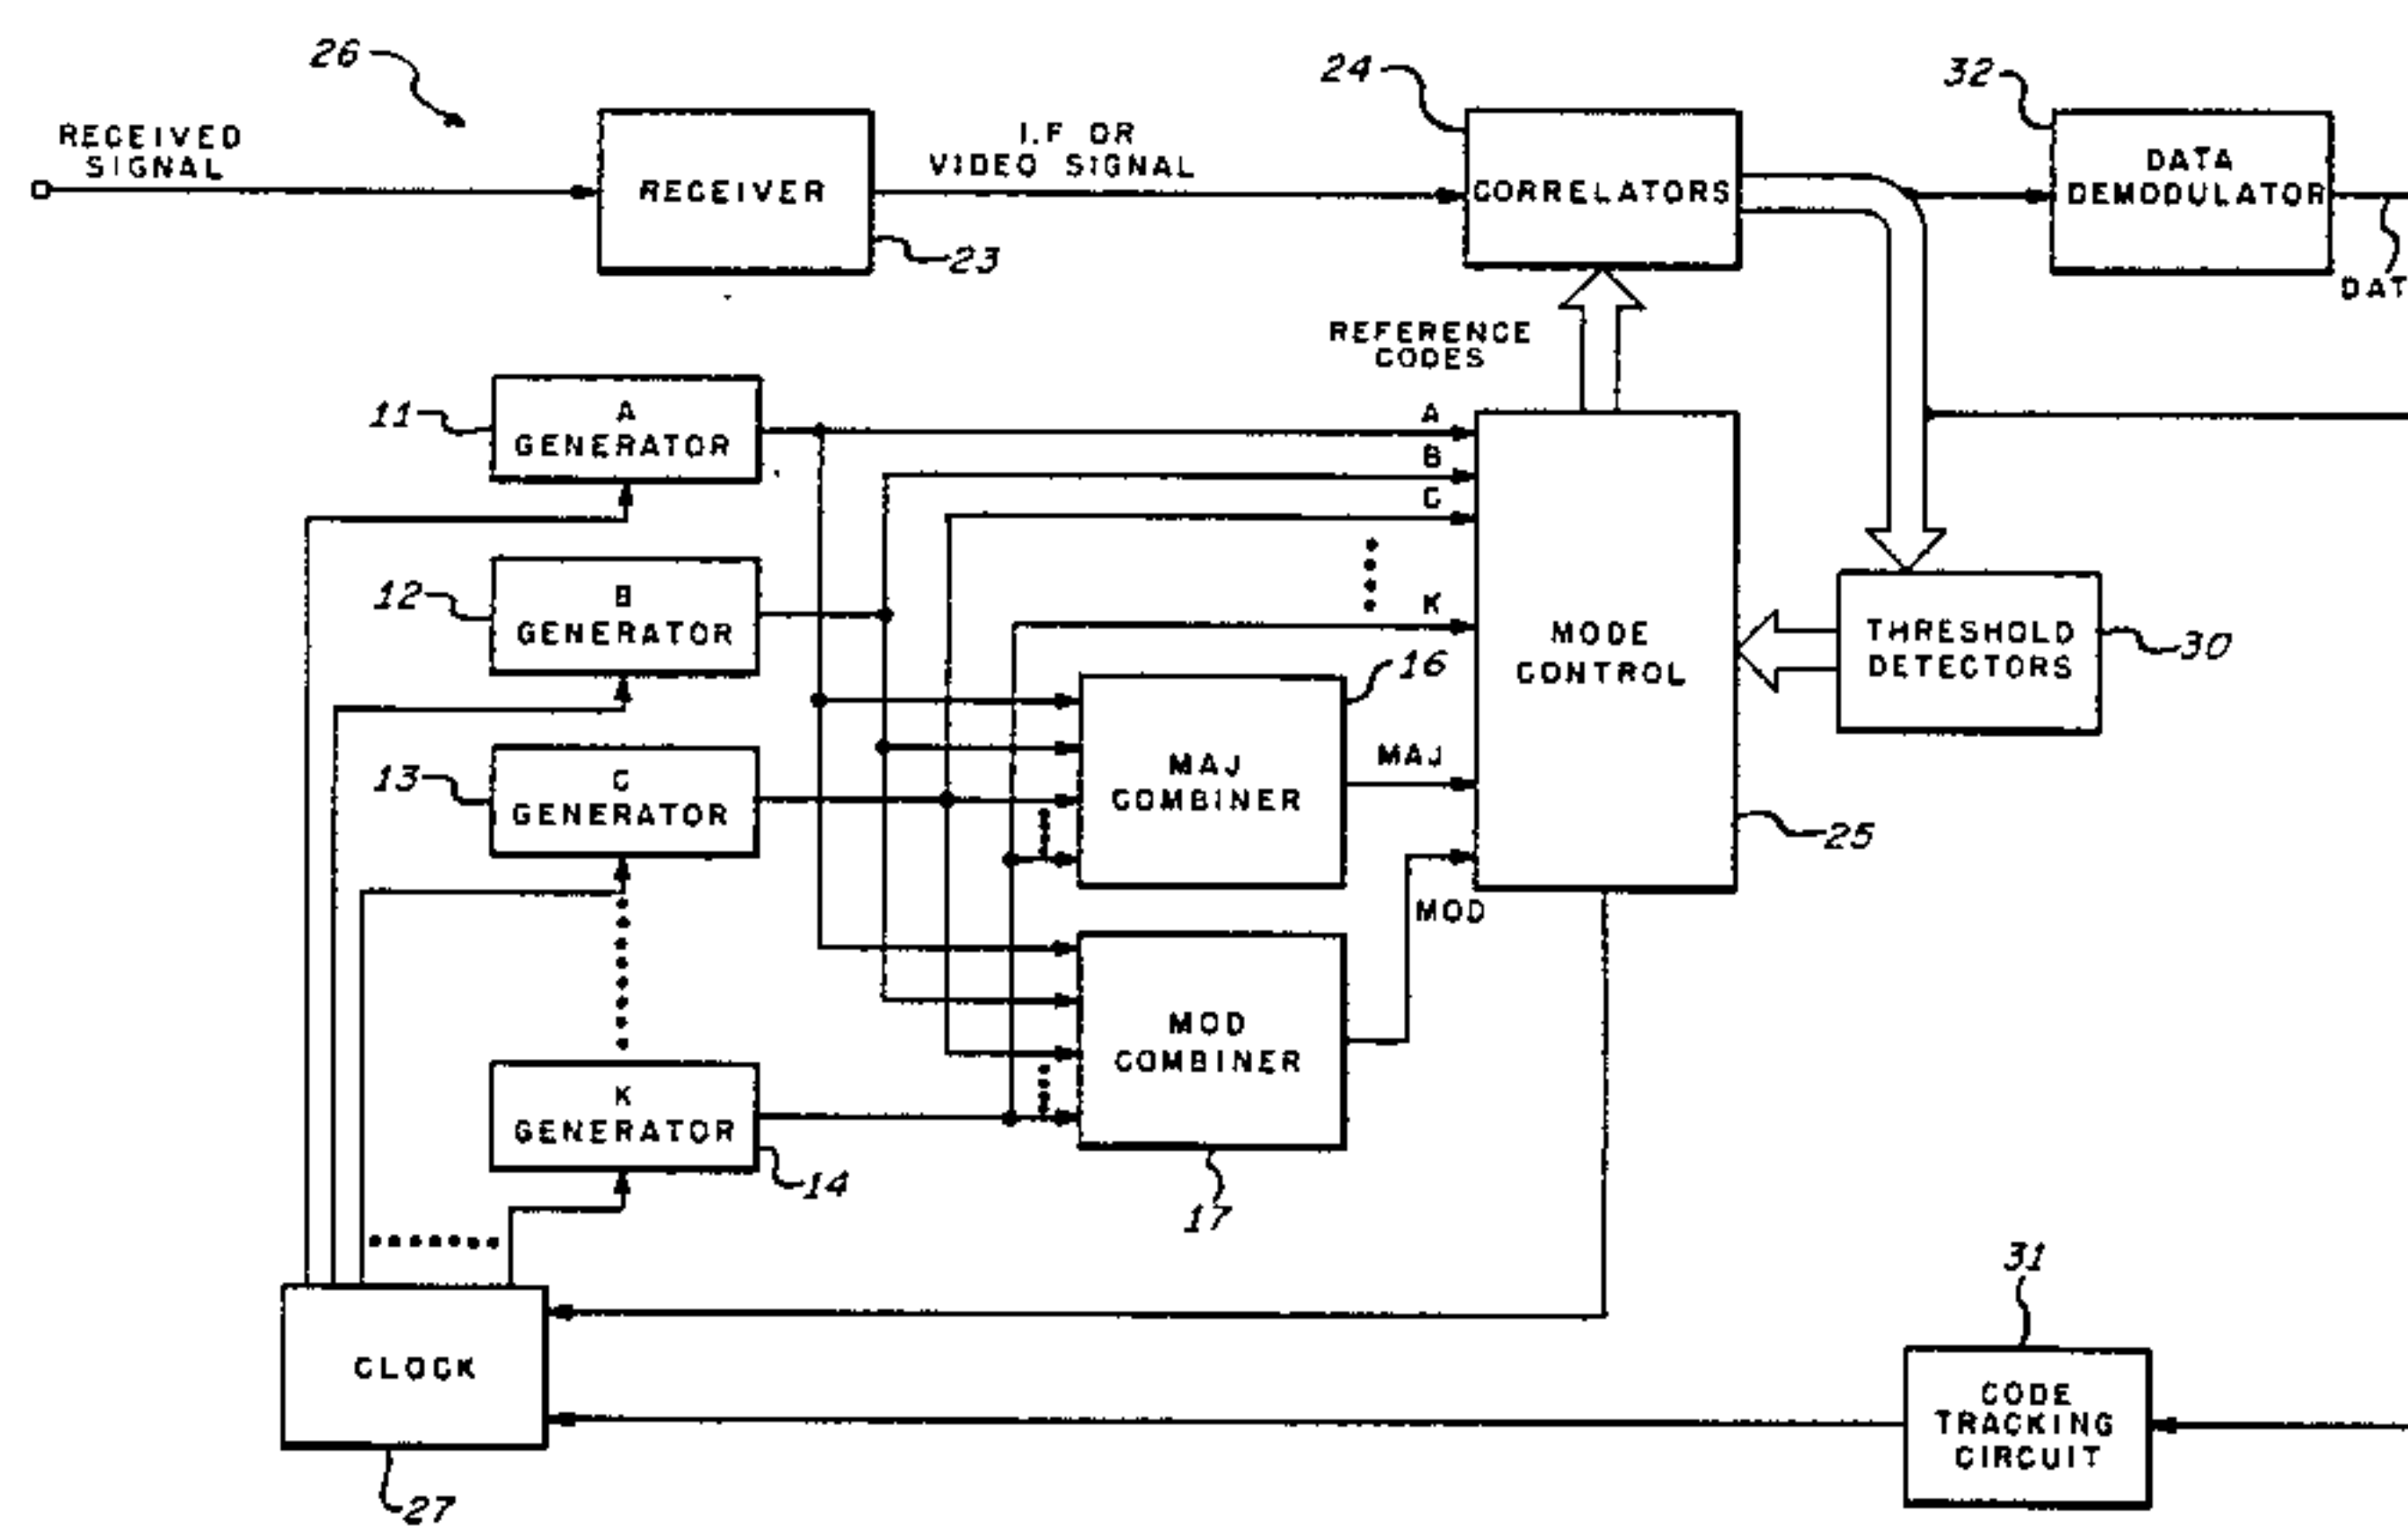 26
24
32
RECEIVED
SIGNAL
RECEIVER
I.F OR
VIDEO SIGNAL
CORRELATORS
DATA
DEMODULATOR
23
DAT
REFERENCE
CODES
11
A
GENERATOR
A
B
C
K
12
B
GENERATOR
MODE
CONTROL
THRESHOLD
DETECTORS
30
16
13
C
GENERATOR
MAJ
COMBINER
MAJ
25
MOD
MOD
COMBINER
K
GENERATOR
14
17
31
CLOCK
CODE
TRACKING
CIRCUIT
27